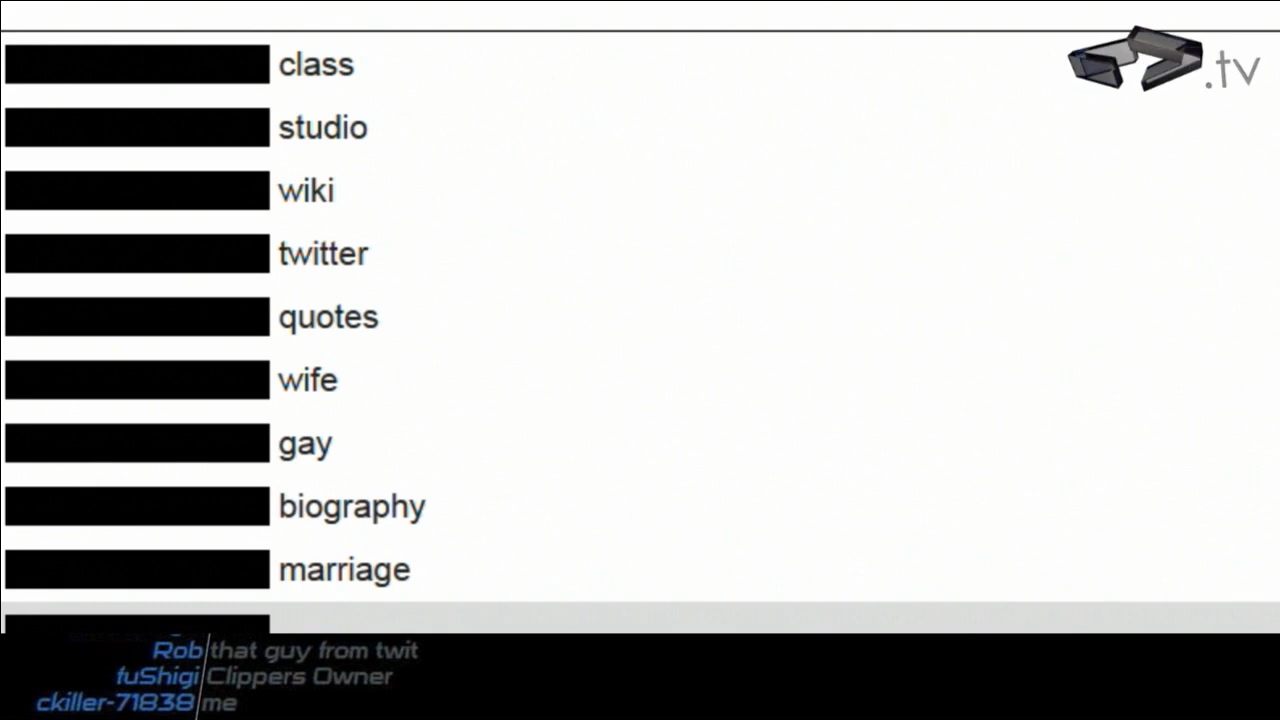 .tv
class
studio
wiki
twitter
quotes
wife
gay
biography
marriage
Rob that guy from twit
fuShigi Clippers Owner
ckiller-71838 me